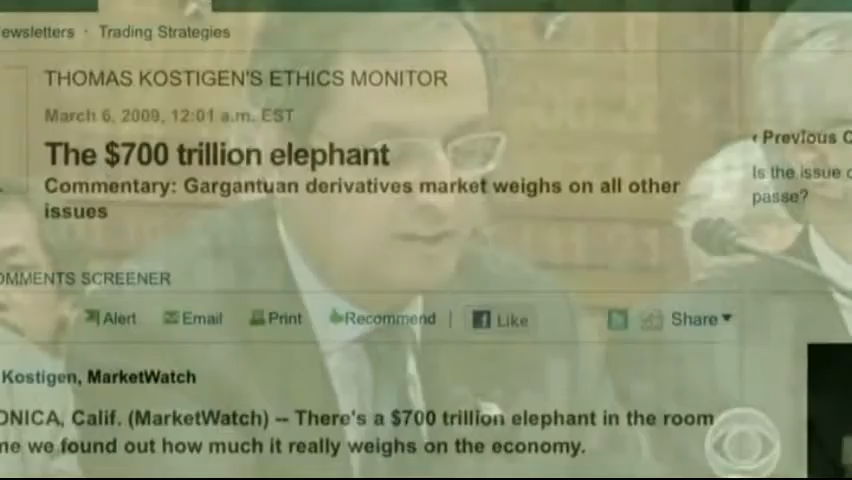 ewsletters · Trading Strategies
THOMAS KOSTIGEN'S ETHICS MONITOR
March 6, 2009, 12:01 a.m. EST
The $700 trillion elephant
Commentary: Gargantuan derivatives market weighs on all other
issues
‹ Previous C
Is the issue o
passe?
OMMENTS SCREENER
Alert Email Print Recommend | Like Share
Kostigen, MarketWatch
ONICA, Calif. (MarketWatch) -- There's a $700 trillion elephant in the room
me we found out how much it really weighs on the economy.